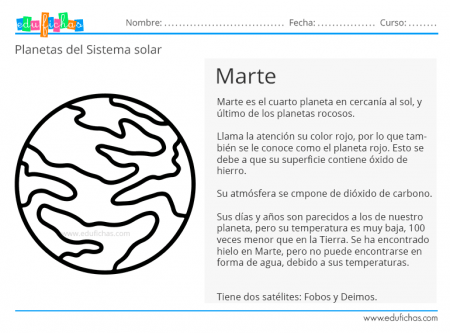 edufichas
Nombre: ........................................ Fecha: .................... Curso: ........
Planetas del Sistema solar
Marte
Marte es el cuarto planeta en cercanía al sol, y
último de los planetas rocosos.
Llama la atención su color rojo, por lo que tam-
bién se le conoce como el planeta rojo. Esto se
debe a que su superficie contiene óxido de
hierro.
Su atmósfera se cmpone de dióxido de carbono.
Sus días y años son parecidos a los de nuestro
planeta, pero su temperatura es muy baja, 100
veces menor que en la Tierra. Se ha encontrado
hielo en Marte, pero no puede encontrarse en
forma de agua, debido a sus temperaturas.
Tiene dos satélites: Fobos y Deimos.
www.edufichas.com
www.edufichas.com